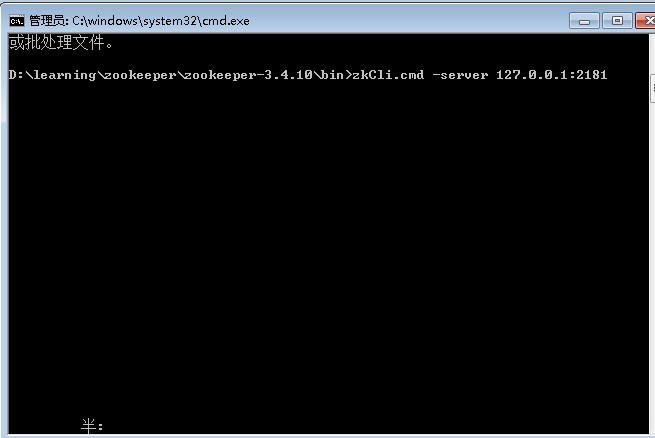 管理员: C:\windows\system32\cmd.exe
或批处理文件。
D:\learning\zookeeper\zookeeper-3.4.10\bin>zkCli.cmd -server 127.0.0.1:2181
半: